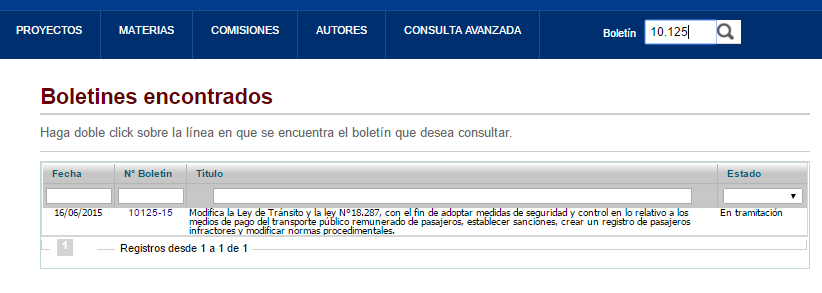 PROYECTOS MATERIAS COMISIONES AUTORES CONSULTA AVANZADA Boletín 10.125
Boletines encontrados
Haga doble click sobre la línea en que se encuentra el boletín que desea consultar.
Fecha N° Boletín Título Estado
16/06/2015 10125-15 Modifica la Ley de Tránsito y la ley N°18.287, con el fin de adoptar medidas de seguridad y control en lo relativo a los En tramitación
medios de pago del transporte público remunerado de pasajeros, establecer sanciones, crear un registro de pasajeros
infractores y modificar normas procedimentales.
1 Registros desde 1 a 1 de 1